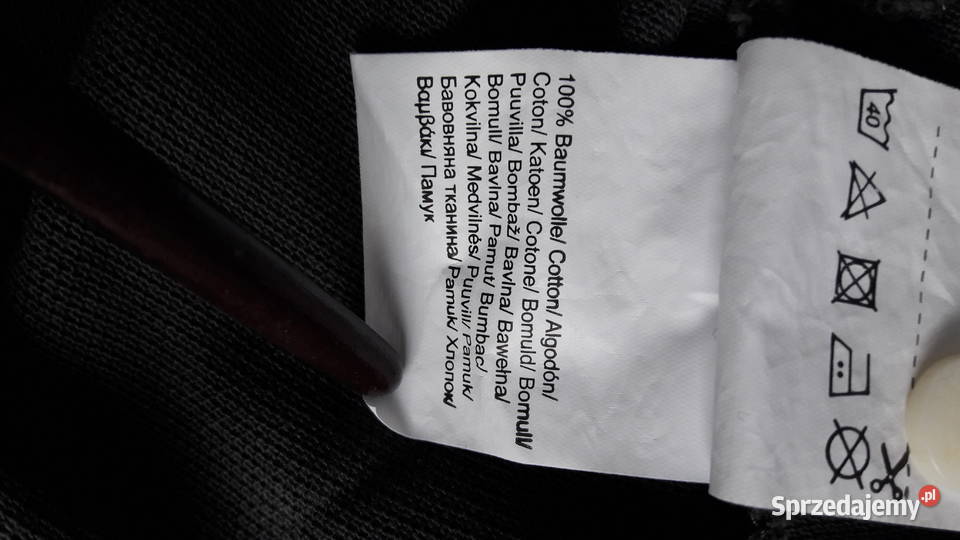 100% Baumwolle/ Cotton/ Algodón/
Coton/ Katoen/ Cotone/ Bomuld/ Bomull/
Puuvilla/ Bombaž/ Bavlna/ Bawełna/
Bomull/ Bavlna/ Pamut/ Bumbac/
Kokvilna/ Medvilnės/ Puuvill/ Pamuk/
Бавовняна тканина/ Pamuk/ Хлопок/
Βαμβάκι/ Памук
40
Sprzedajemy.pl